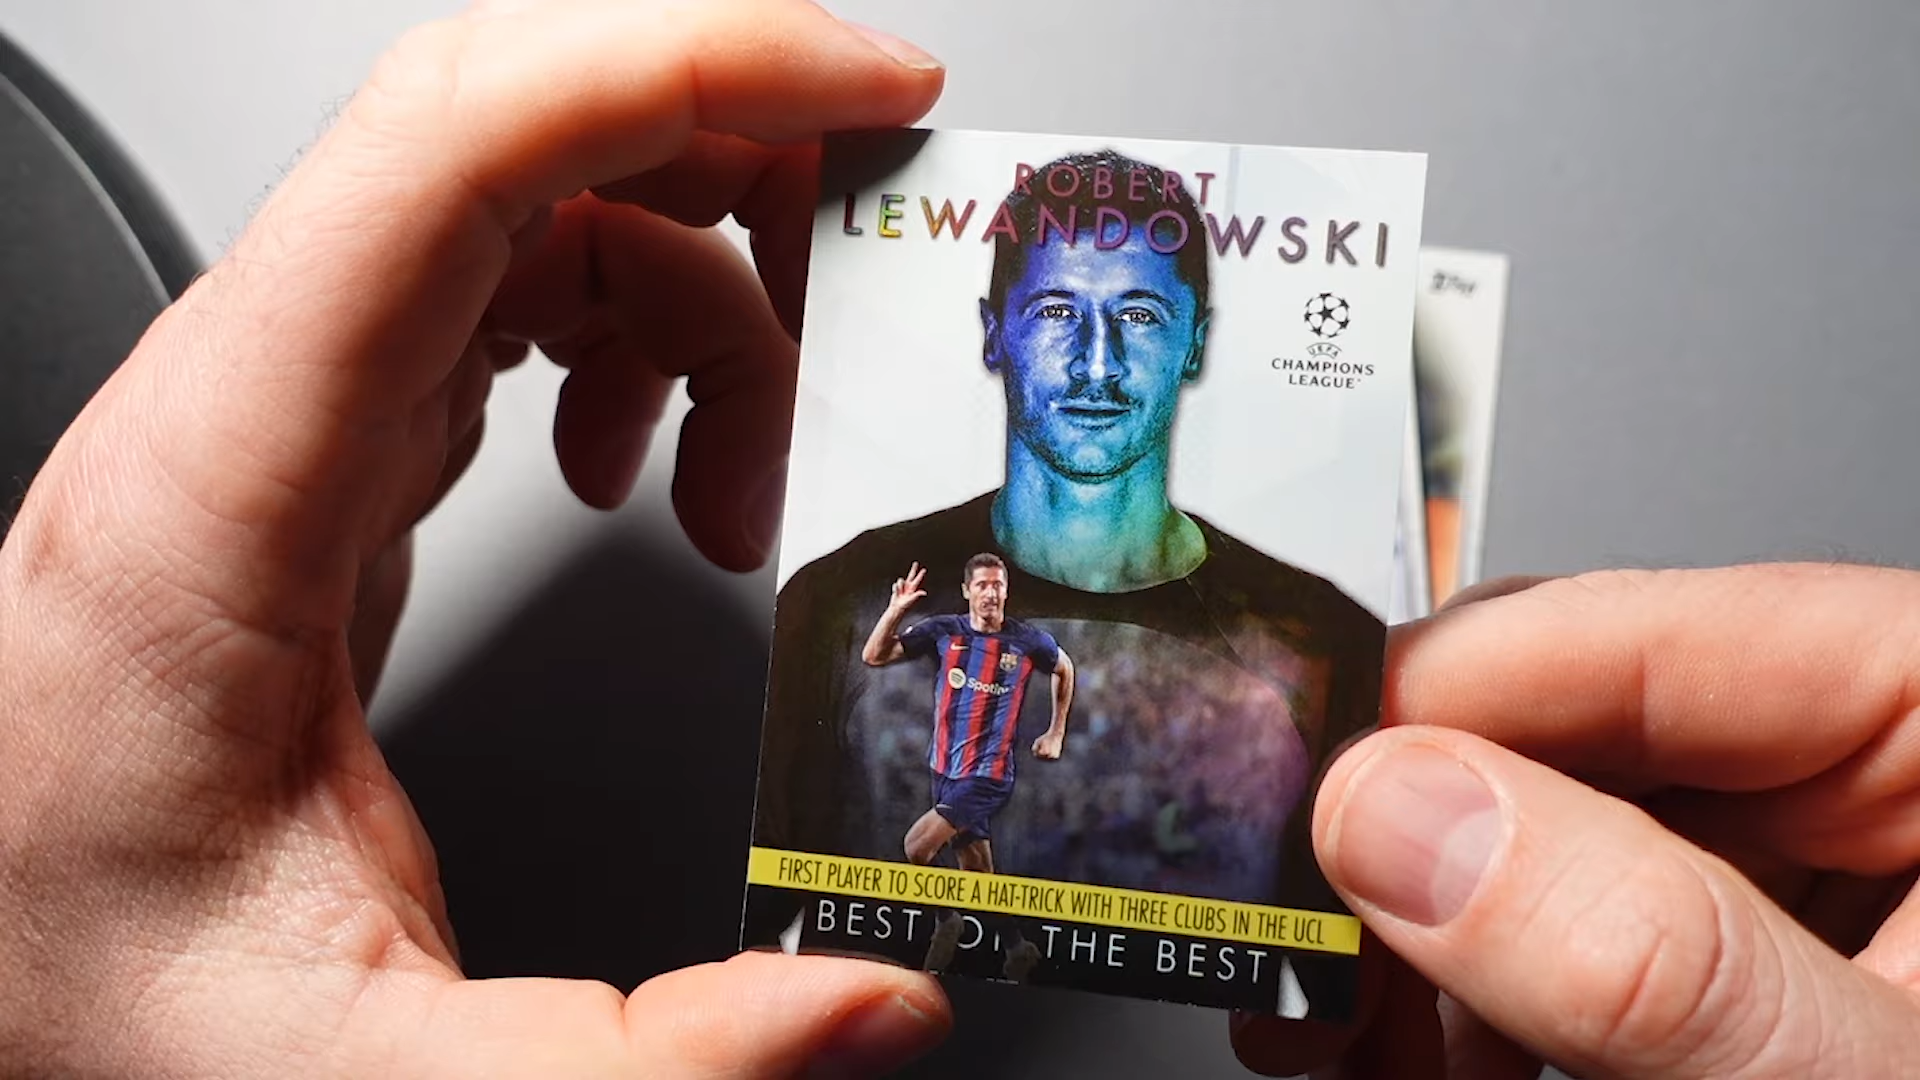 ROBERT
LEWANDOWSKI
UEFA
CHAMPIONS
LEAGUE
Spotify
FIRST PLAYER TO SCORE A HAT-TRICK WITH THREE CLUBS IN THE UCL
BEST OF THE BEST